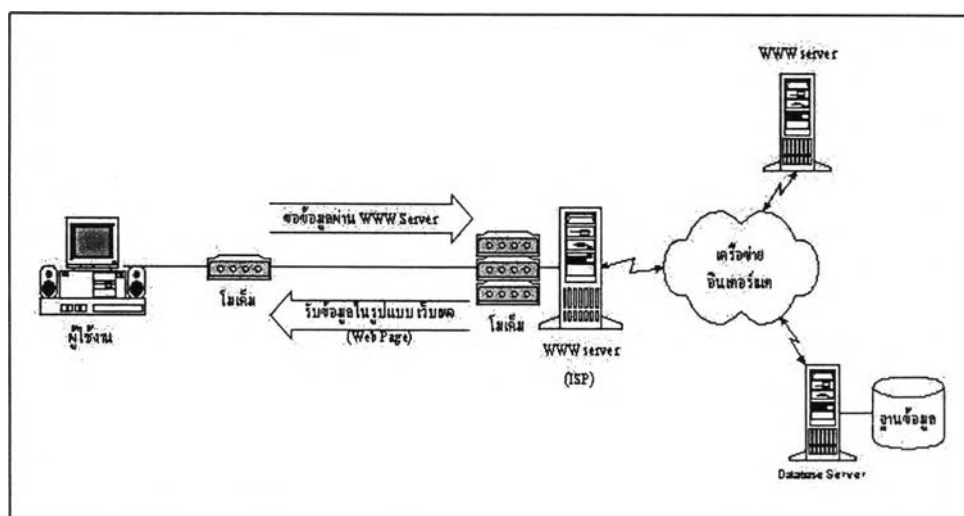 WWW server
ขอข้อมูลผ่าน WWW Server
เครือข่าย
อินเตอร์เนต
โมเด็ม
รับข้อมูลในรูปแบบ เว็บเพจ
(Web Page)
โมเด็ม
ผู้ใช้งาน
WWW server
(ISP)
ฐานข้อมูล
Database Server